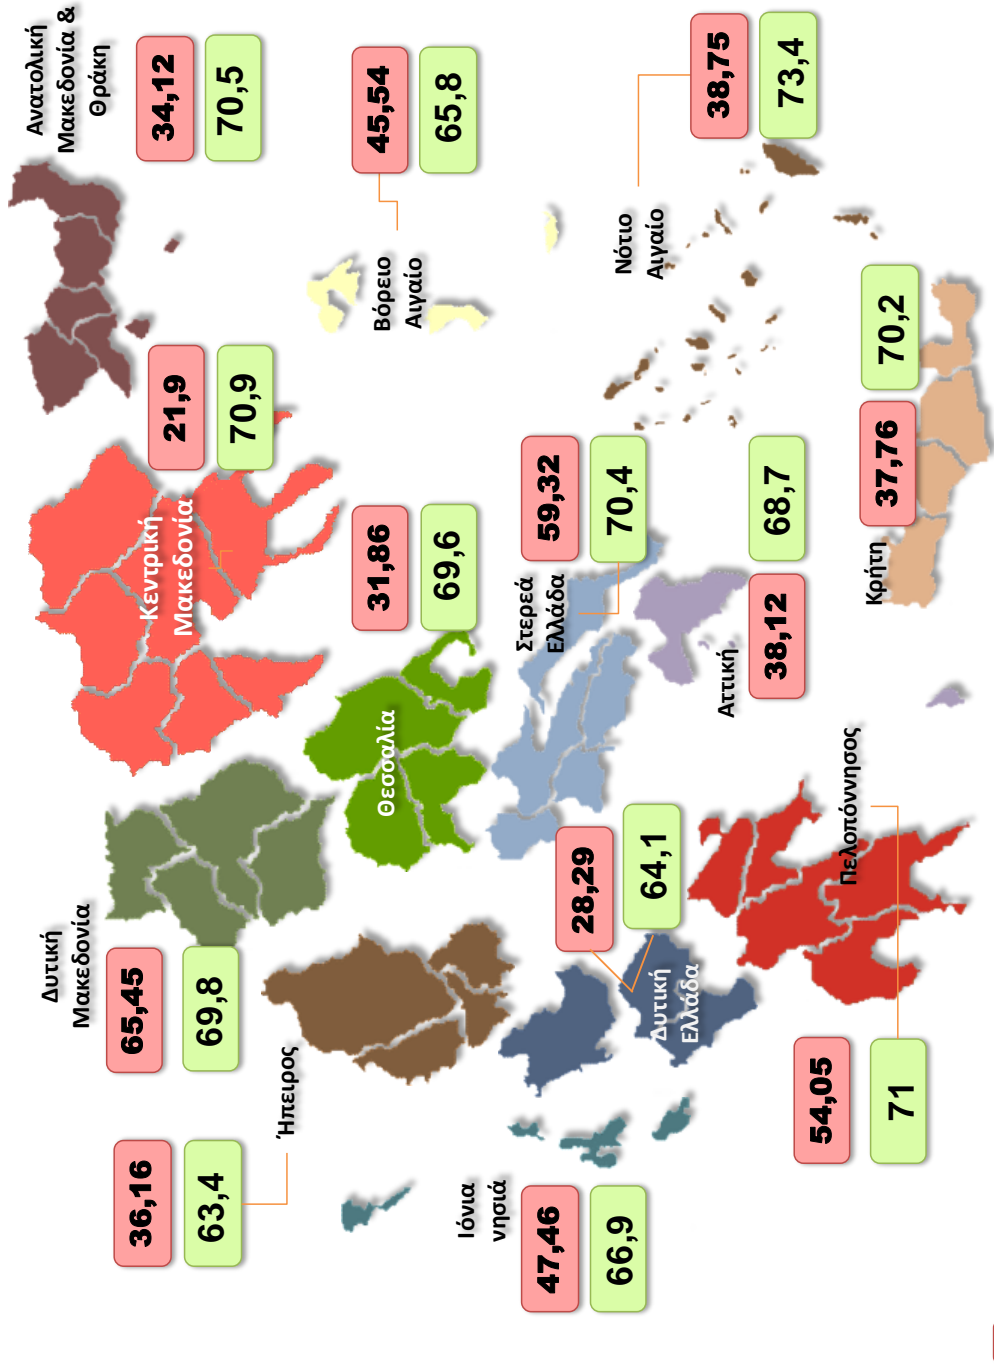 Ανατολική
Μακεδονία &
Θράκη
34,12
70,5
Κεντρική
Μακεδονία
21,9
70,9
Δυτική
Μακεδονία
65,45
69,8
Ήπειρος
36,16
63,4
Θεσσαλία
31,86
69,6
Βόρειο
Αιγαίο
45,54
65,8
Ιόνια
νησιά
47,46
66,9
Δυτική
Ελλάδα
28,29
64,1
Στερεά
Ελλάδα
59,32
70,4
Αττική
38,12
68,7
Πελοπόννησος
54,05
71
Νότιο
Αιγαίο
38,75
73,4
Κρήτη
37,76
70,2